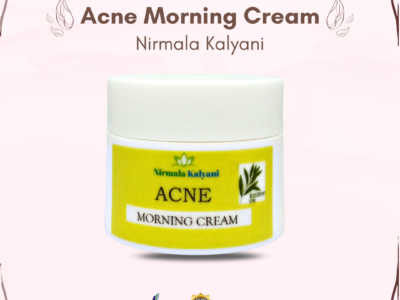 Acne Morning Cream
Nirmala Kalyani
Nirmala Kalyani
ACNE
MORNING CREAM